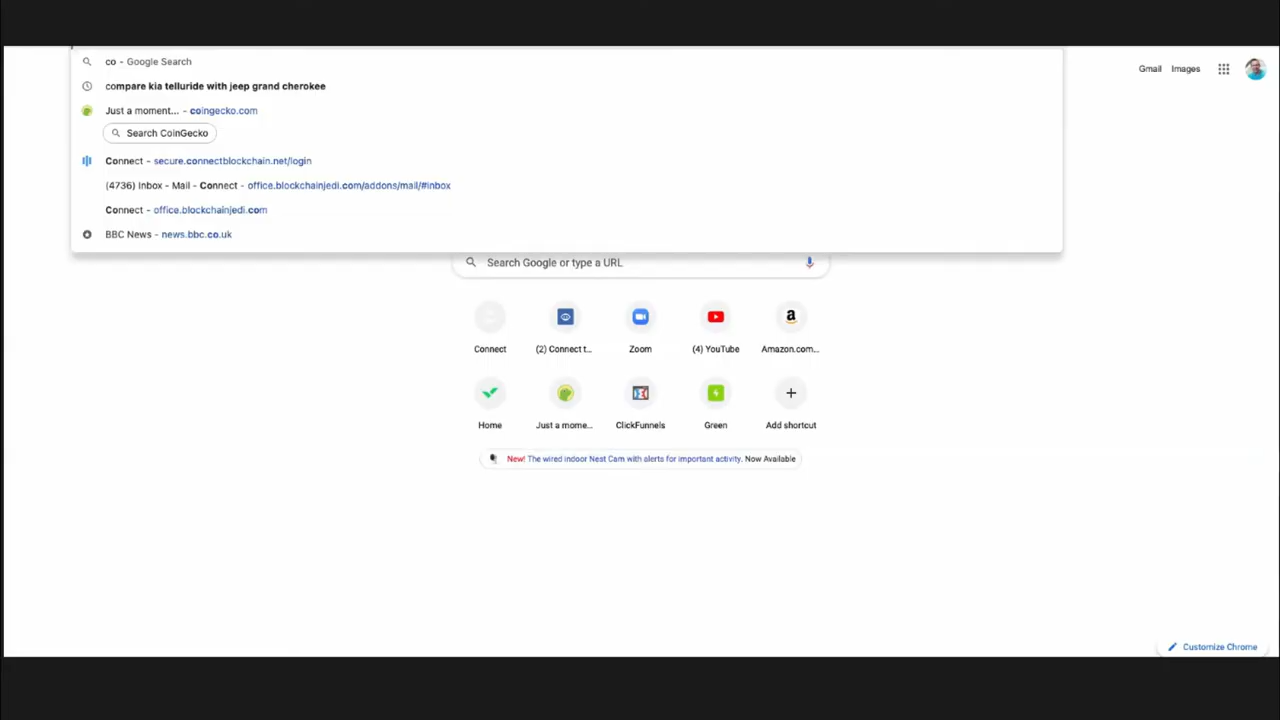 co - Google Search
compare kia telluride with jeep grand cherokee
Just a moment... - coingecko.com
Search CoinGecko
Connect - secure.connectblockchain.net/login
(4736) Inbox - Mail - Connect - office.blockchainjedi.com/addons/mail/#inbox
Connect - office.blockchainjedi.com
BBC News - news.bbc.co.uk
Gmail Images
Search Google or type a URL
Connect (2) Connect t... Zoom (4) YouTube Amazon.com...
Home Just a mome... ClickFunnels Green Add shortcut
New! The wired indoor Nest Cam with alerts for important activity. Now Available
Customize Chrome